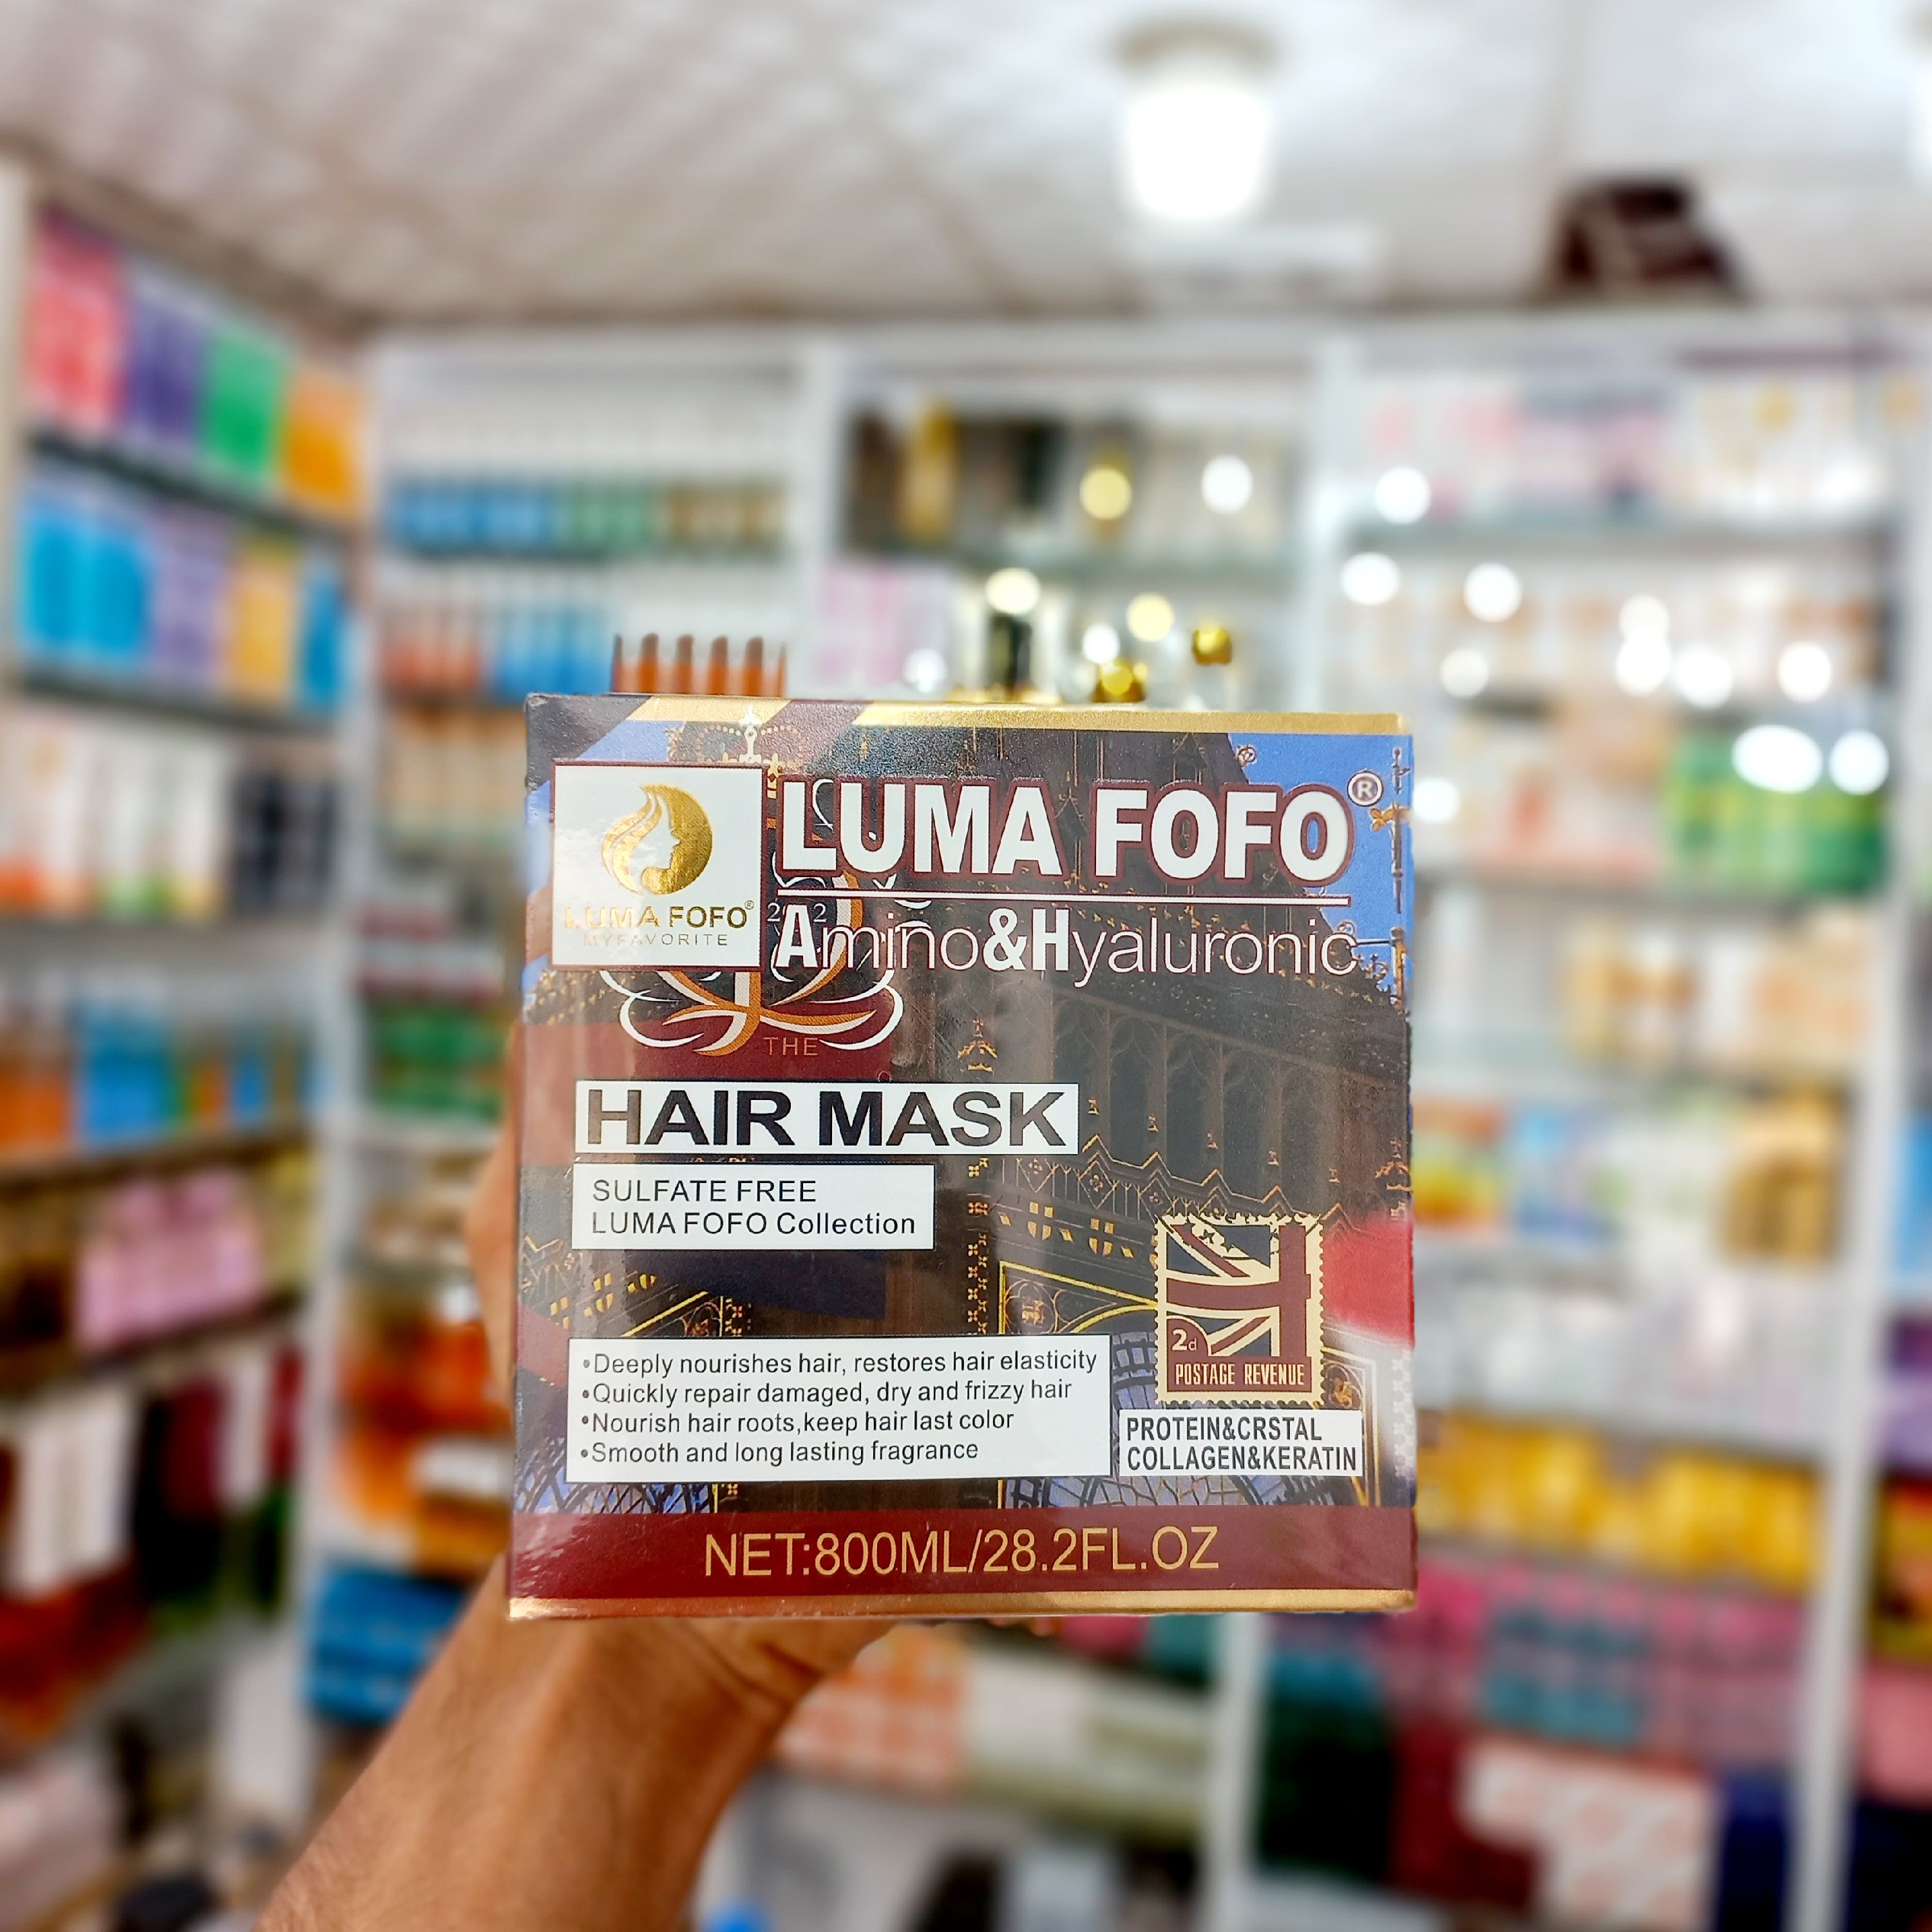 LUMA FOFO®
MYFAVORITE
LUMA FOFO®
Amino&Hyaluronic
THE
HAIR MASK
SULFATE FREE
LUMA FOFO Collection
•Deeply nourishes hair, restores hair elasticity
•Quickly repair damaged, dry and frizzy hair
•Nourish hair roots,keep hair last color
•Smooth and long lasting fragrance
2d
POSTAGE REVENUE
PROTEIN&CRSTAL
COLLAGEN&KERATIN
NET:800ML/28.2FL.OZ